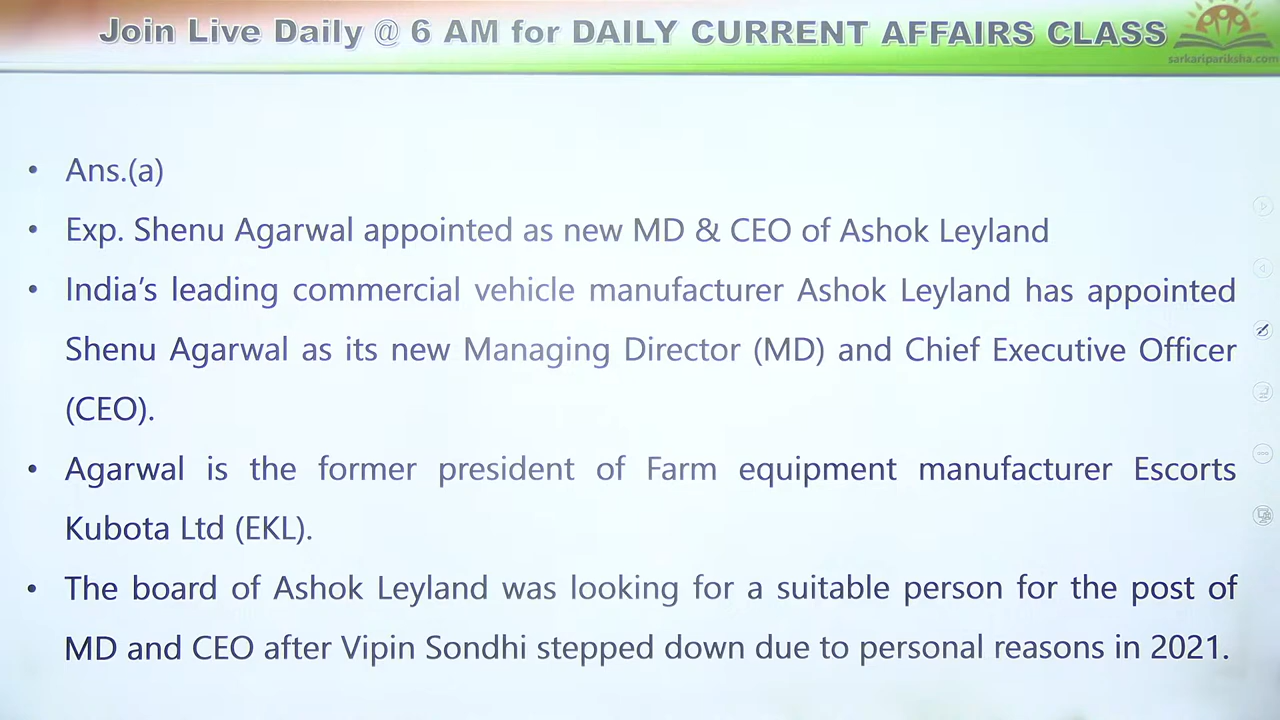 Join Live Daily @ 6 AM for DAILY CURRENT AFFAIRS CLASS
sarkaripariksha.com
• Ans.(a)
• Exp. Shenu Agarwal appointed as new MD & CEO of Ashok Leyland
• India's leading commercial vehicle manufacturer Ashok Leyland has appointed
Shenu Agarwal as its new Managing Director (MD) and Chief Executive Officer
(CEO).
• Agarwal is the former president of Farm equipment manufacturer Escorts
Kubota Ltd (EKL).
• The board of Ashok Leyland was looking for a suitable person for the post of
MD and CEO after Vipin Sondhi stepped down due to personal reasons in 2021.